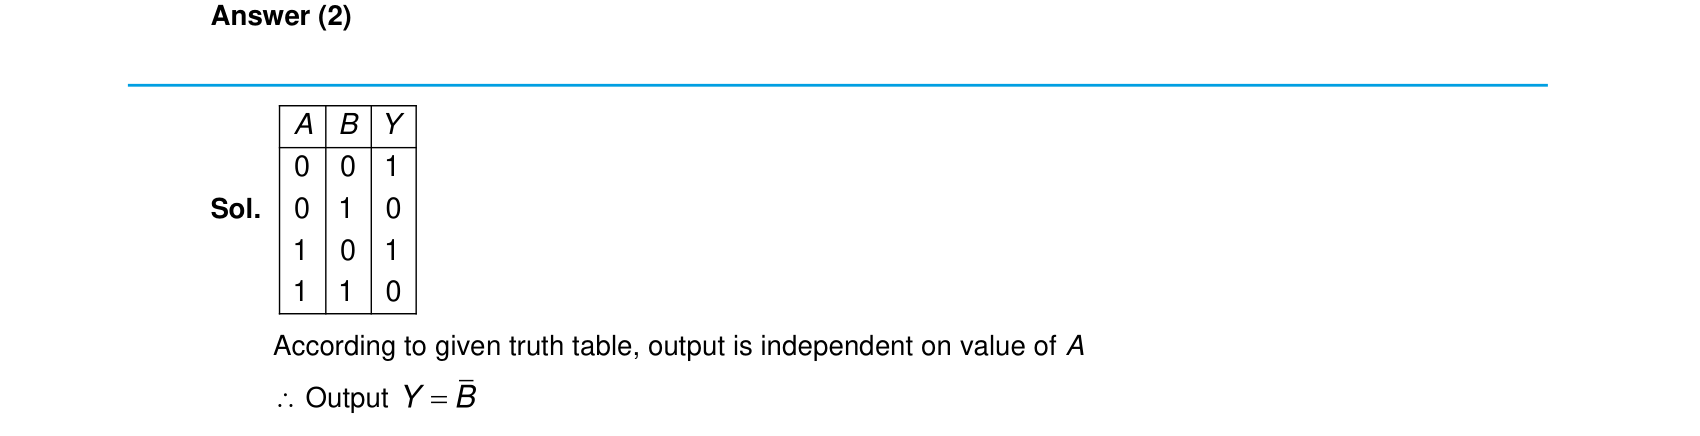 Answer (2)
A B Y
0 0 1
Sol. 0 1 0
1 0 1
1 1 0
According to given truth table, output is independent on value of A
∴ Output Y = B̅